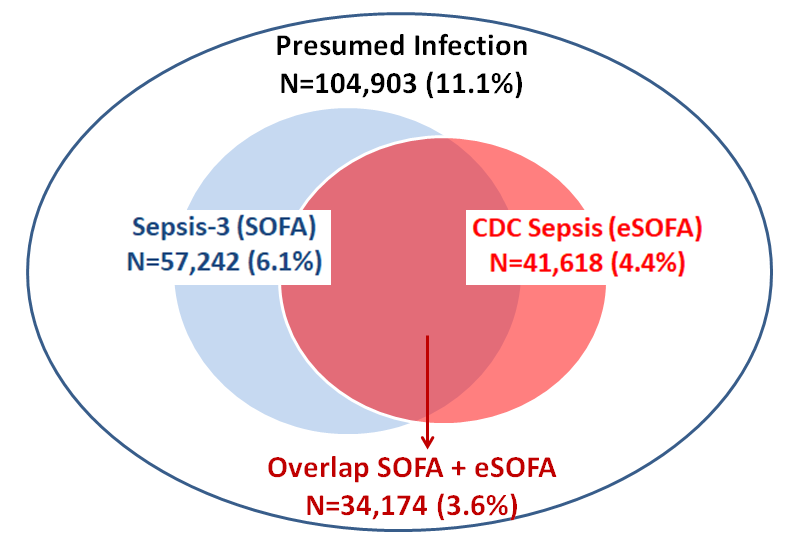 Presumed Infection
N=104,903 (11.1%)
Sepsis-3 (SOFA)
N=57,242 (6.1%)
CDC Sepsis (eSOFA)
N=41,618 (4.4%)
Overlap SOFA + eSOFA
N=34,174 (3.6%)